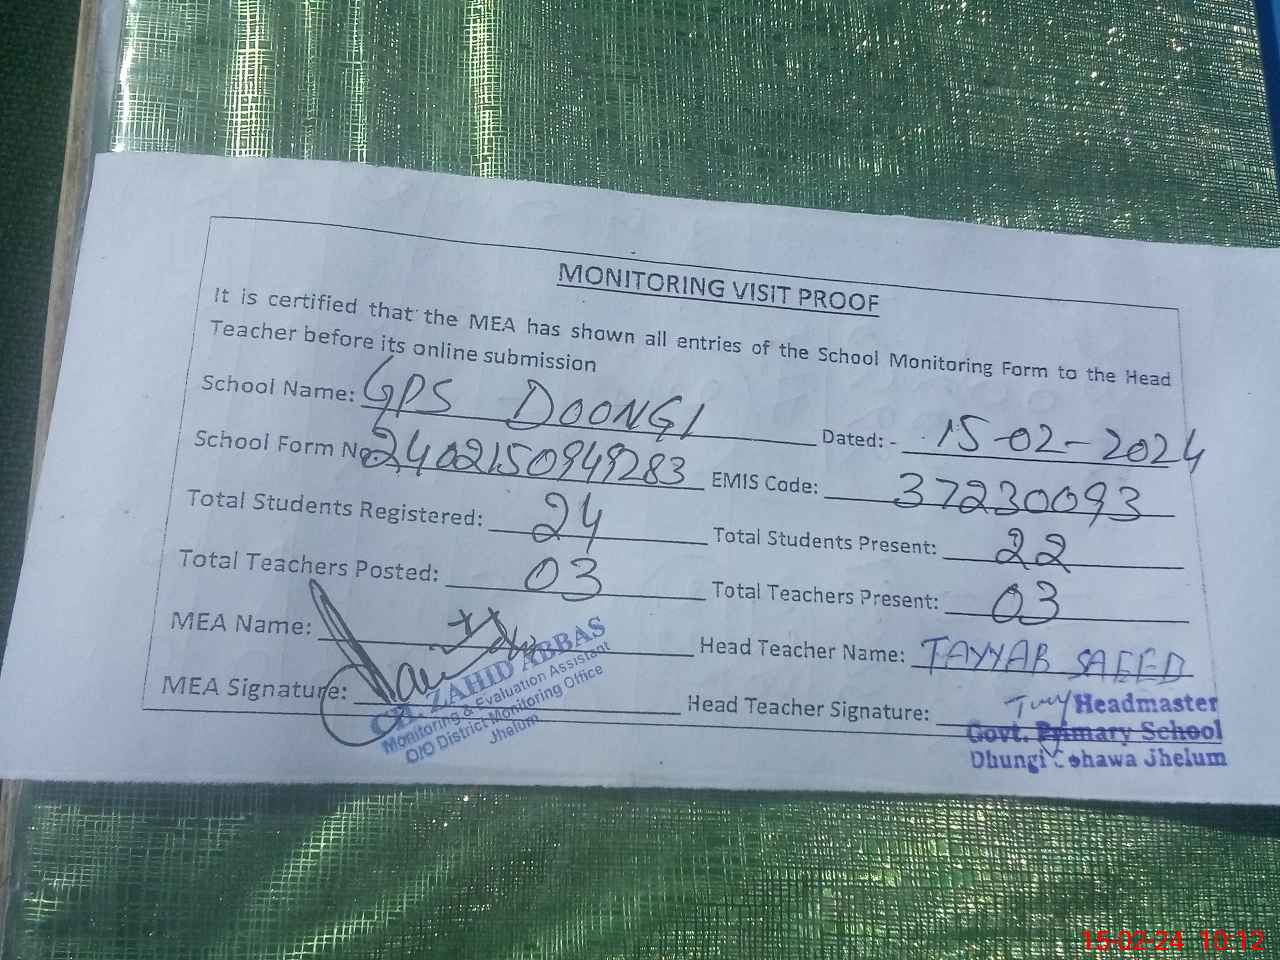 MONITORING VISIT PROOF
It is certified that the MEA has shown all entries of the School Monitoring Form to the Head
Teacher before its online submission
School Name: GPS DOONGI Dated: - 15-02-2024
School Form No 2402150949283 EMIS Code: 37230093
Total Students Registered: 24 Total Students Present: 22
Total Teachers Posted: 03 Total Teachers Present: 03
MEA Name: Head Teacher Name: TAYYAB SAEED
MEA Signature: Head Teacher Signature:
CH. ZAHID ABBAS
Monitoring & Evaluation Assistant
O/O District Monitoring Office
Jhelum
Headmaster
Govt. Primary School
Dhungi Sohawa Jhelum
15-02-24 10:12